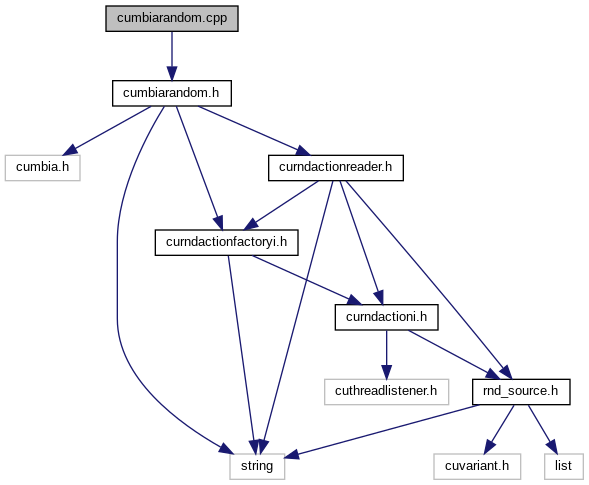 cumbiarandom.cpp
cumbiarandom.h
cumbia.h
curndactionreader.h
curndactionfactoryi.h
curndactioni.h
cuthreadlistener.h
rnd_source.h
string
cuvariant.h
list